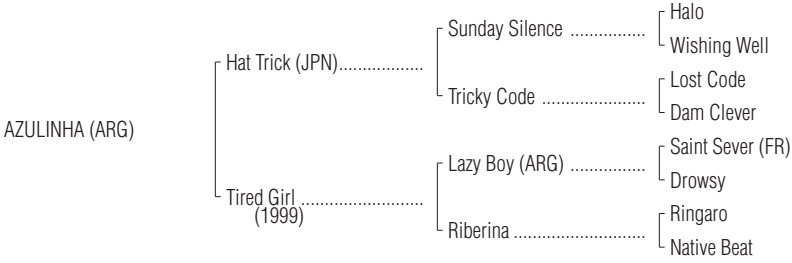 Halo
Sunday Silence ................
Wishing Well
Hat Trick (JPN)..................
Lost Code
Tricky Code ......................
Dam Clever
AZULINHA (ARG)
Saint Sever (FR)
Lazy Boy (ARG) ................
Drowsy
Tired Girl ..........................
(1999)
Ringaro
Riberina ............................
Native Beat